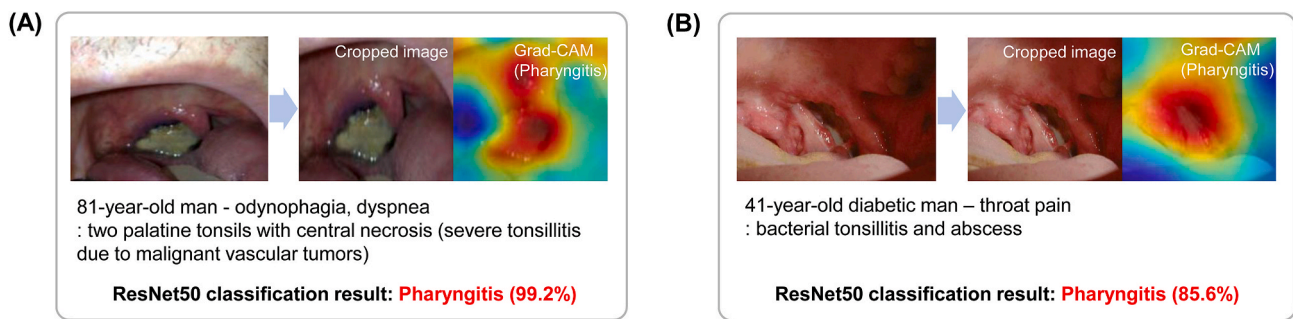 (A)
Cropped image
Grad-CAM
(Pharyngitis)
81-year-old man - odynophagia, dyspnea
: two palatine tonsils with central necrosis (severe tonsillitis
due to malignant vascular tumors)
ResNet50 classification result: Pharyngitis (99.2%)
(B)
Cropped image
Grad-CAM
(Pharyngitis)
41-year-old diabetic man – throat pain
: bacterial tonsillitis and abscess
ResNet50 classification result: Pharyngitis (85.6%)